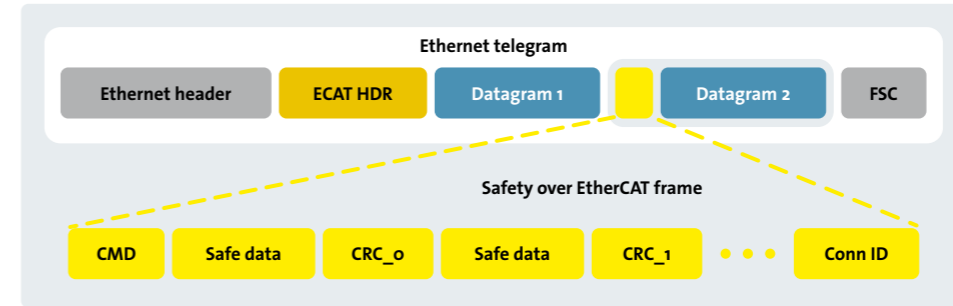 Ethernet telegram
Ethernet header ECAT HDR Datagram 1 Datagram 2 FSC
Safety over EtherCAT frame
CMD Safe data CRC_0 Safe data CRC_1 Conn ID